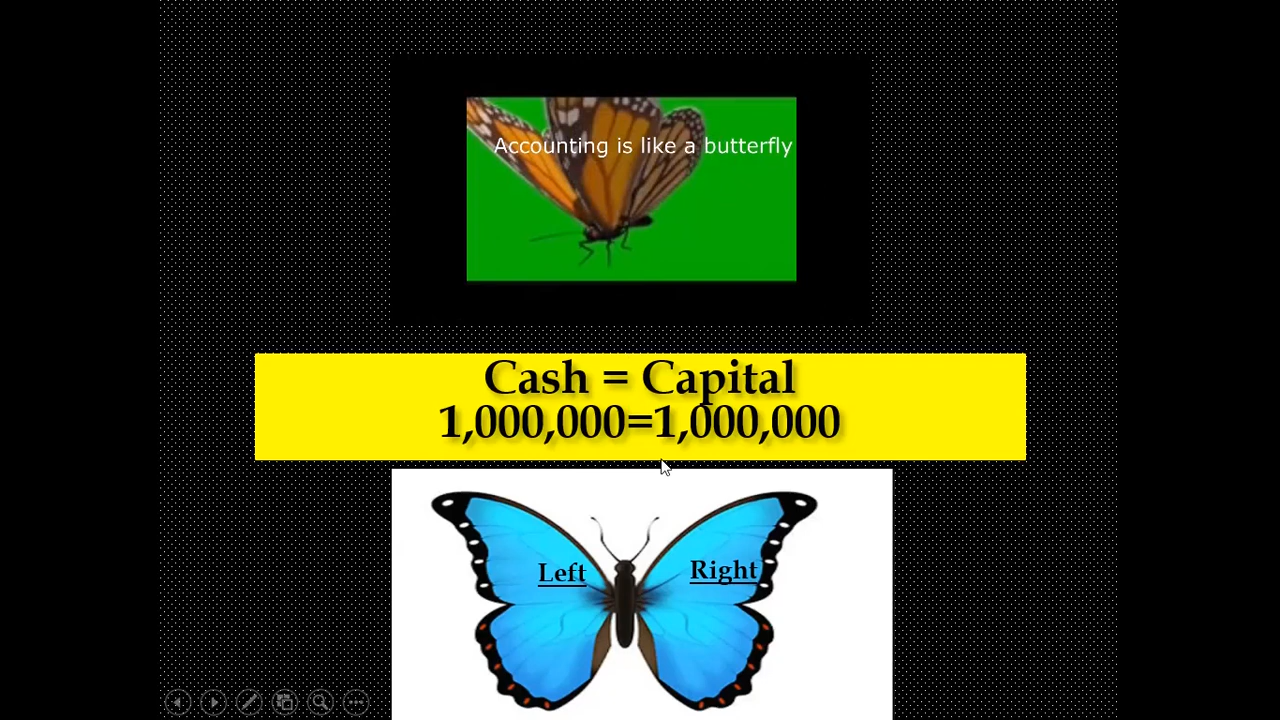 Accounting is like a butterfly
Cash = Capital
1,000,000=1,000,000
Left
Right